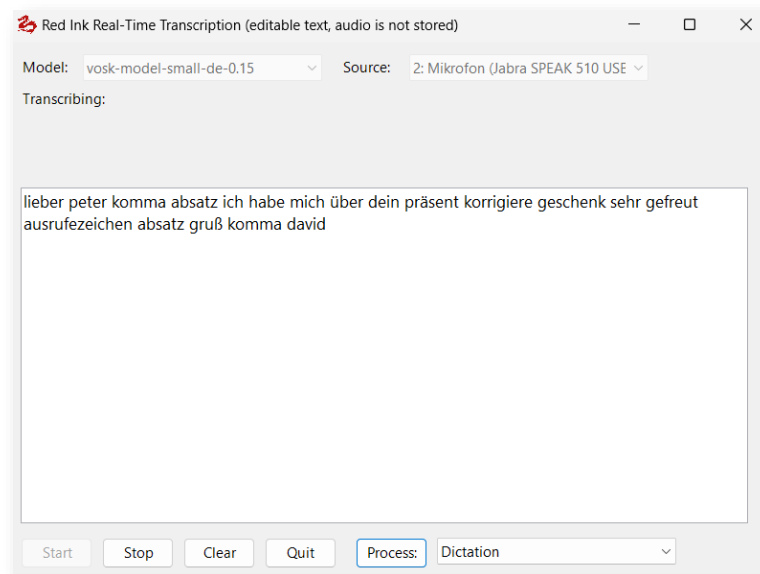 Red Ink Real-Time Transcription (editable text, audio is not stored)
Model: vosk-model-small-de-0.15 Source: 2: Mikrofon (Jabra SPEAK 510 USE
Transcribing:
lieber peter komma absatz ich habe mich über dein präsent korrigiere geschenk sehr gefreut
ausrufezeichen absatz gruß komma david
Start Stop Clear Quit Process: Dictation